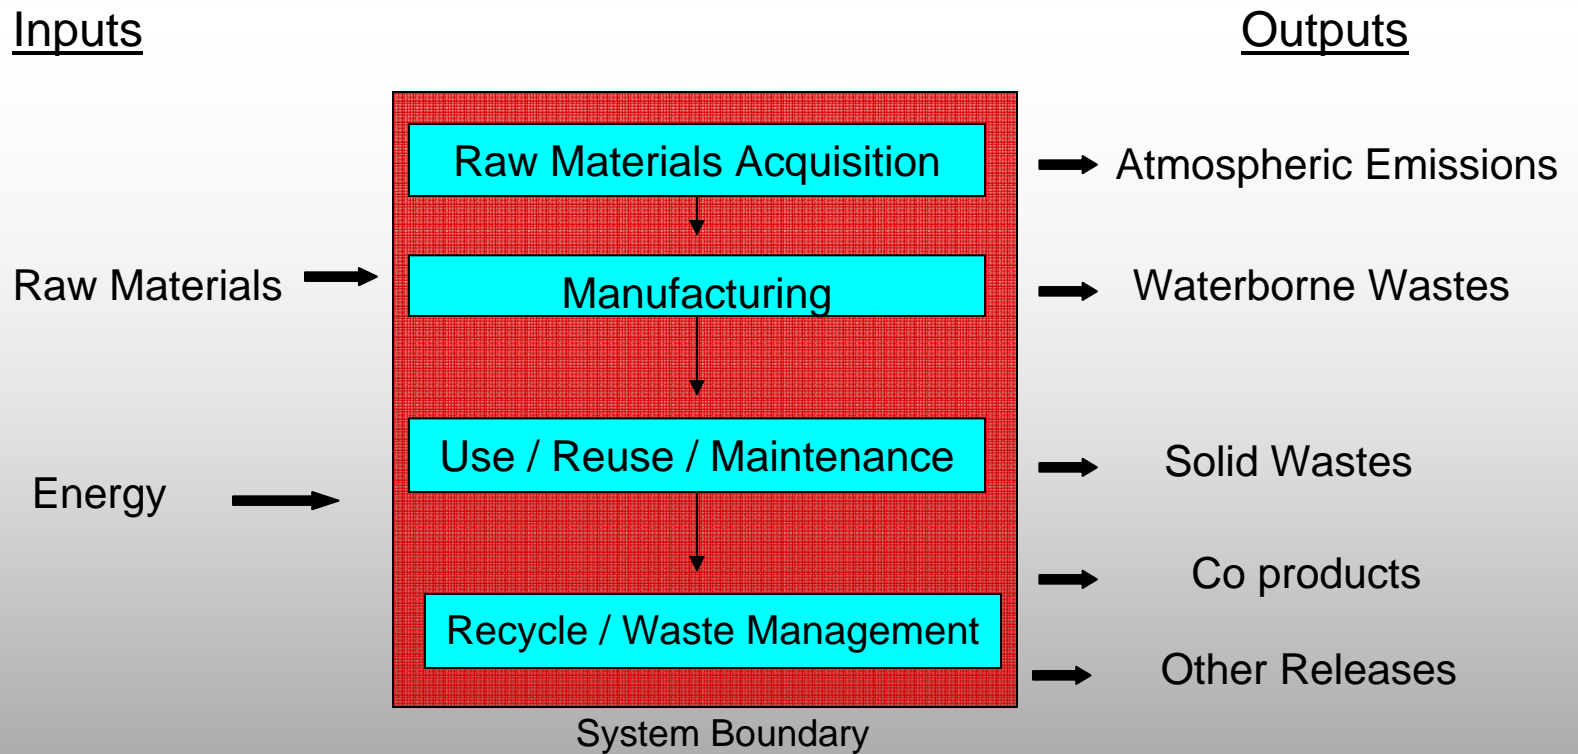 Inputs
Outputs
Raw Materials Acquisition
Atmospheric Emissions
Raw Materials
Manufacturing
Waterborne Wastes
Use / Reuse / Maintenance
Solid Wastes
Energy
Co products
Recycle / Waste Management
Other Releases
System Boundary